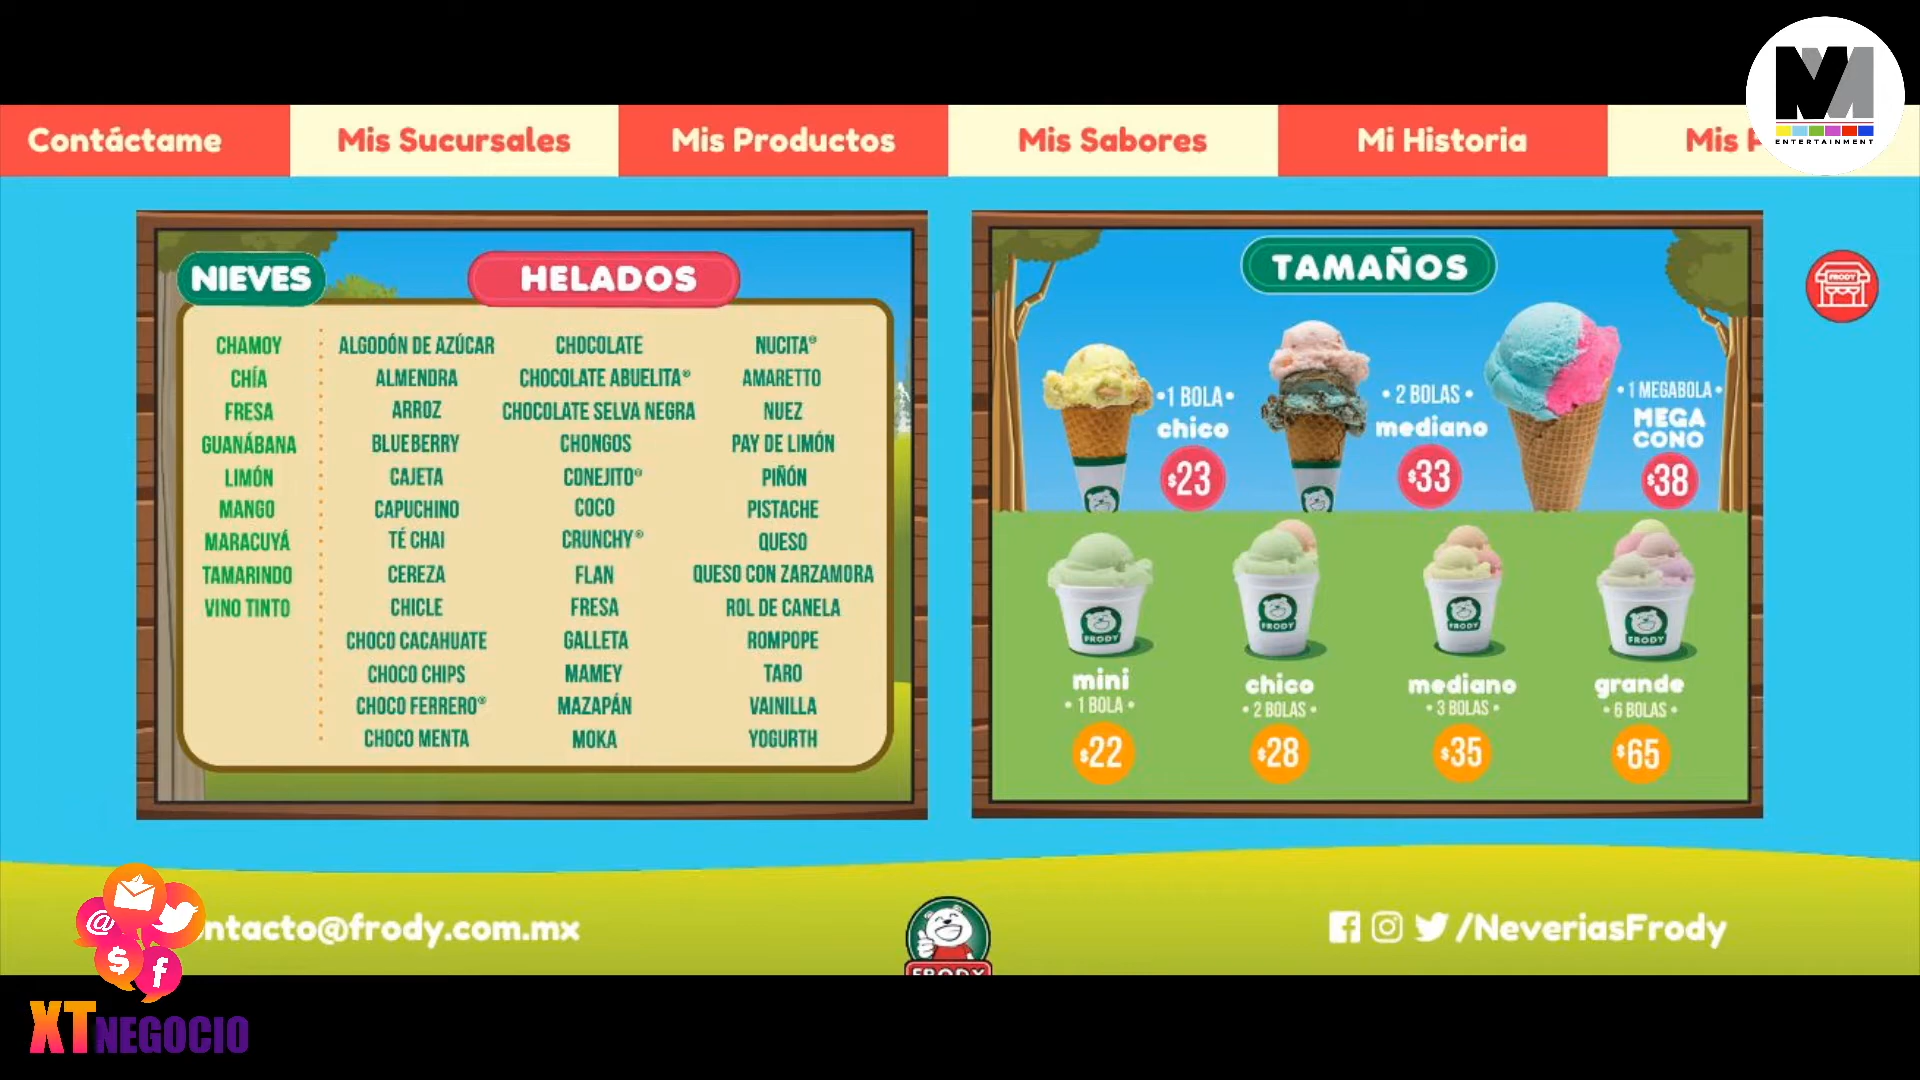 Contáctame
Mis Sucursales
Mis Productos
Mis Sabores
Mi Historia
Mis
ENTERTAINMENT
NIEVES
CHAMOY
CHÍA
FRESA
GUANÁBANA
LIMÓN
MANGO
MARACUYÁ
TAMARINDO
VINO TINTO
HELADOS
ALGODÓN DE AZÚCAR
ALMENDRA
ARROZ
BLUEBERRY
CAJETA
CAPUCHINO
TÉ CHAI
CEREZA
CHICLE
CHOCO CACAHUATE
CHOCO CHIPS
CHOCO FERRERO®
CHOCO MENTA
CHOCOLATE
CHOCOLATE ABUELITA®
CHOCOLATE SELVA NEGRA
CHONGOS
CONEJITO®
COCO
CRUNCHY®
FLAN
FRESA
GALLETA
MAMEY
MAZAPÁN
MOKA
NUCITA®
AMARETTO
NUEZ
PAY DE LIMÓN
PIÑÓN
PISTACHE
QUESO
QUESO CON ZARZAMORA
ROL DE CANELA
ROMPOPE
TARO
VAINILLA
YOGURTH
TAMAÑOS
•1 BOLA•
chico
$23
• 2 BOLAS •
mediano
$33
• 1 MEGABOLA •
MEGA
CONO
$38
FRODY
FRODY
FRODY
FRODY
mini
• 1 BOLA •
$22
chico
• 2 BOLAS •
$28
mediano
• 3 BOLAS •
$35
grande
• 6 BOLAS •
$65
FRODY
ntacto@frody.com.mx
FRODY
/NeveriasFrody
XTNEGOCIO